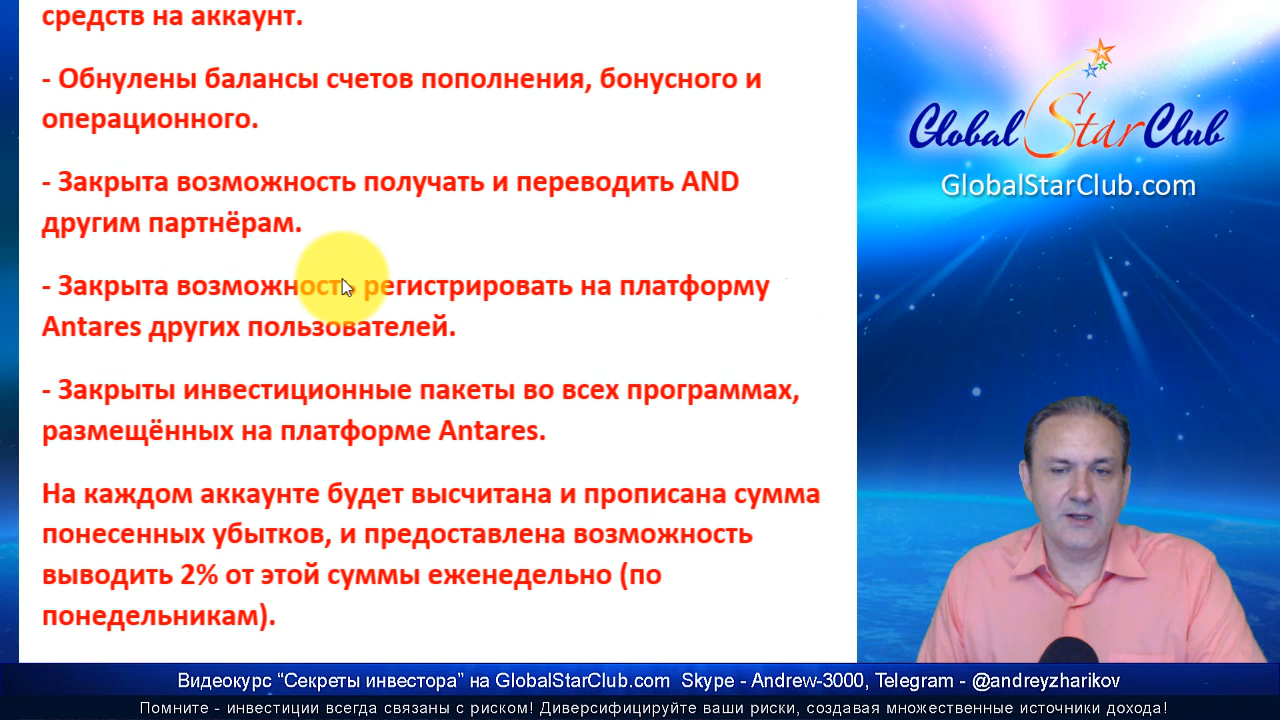 средств на аккаунт.
- Обнулены балансы счетов пополнения, бонусного и
операционного.
- Закрыта возможность получать и переводить AND
другим партнёрам.
- Закрыта возможность регистрировать на платформу
Antares других пользователей.
- Закрыты инвестиционные пакеты во всех программах,
размещённых на платформе Antares.
На каждом аккаунте будет высчитана и прописана сумма
понесенных убытков, и предоставлена возможность
выводить 2% от этой суммы еженедельно (по
понедельникам).
Global Star Club
GlobalStarClub.com
Видеокурс “Секреты инвестора” на GlobalStarClub.com Skype - Andrew-3000, Telegram - @andreyzharikov
Помните - инвестиции всегда связаны с риском! Диверсифицируйте ваши риски, создавая множественные источники дохода!